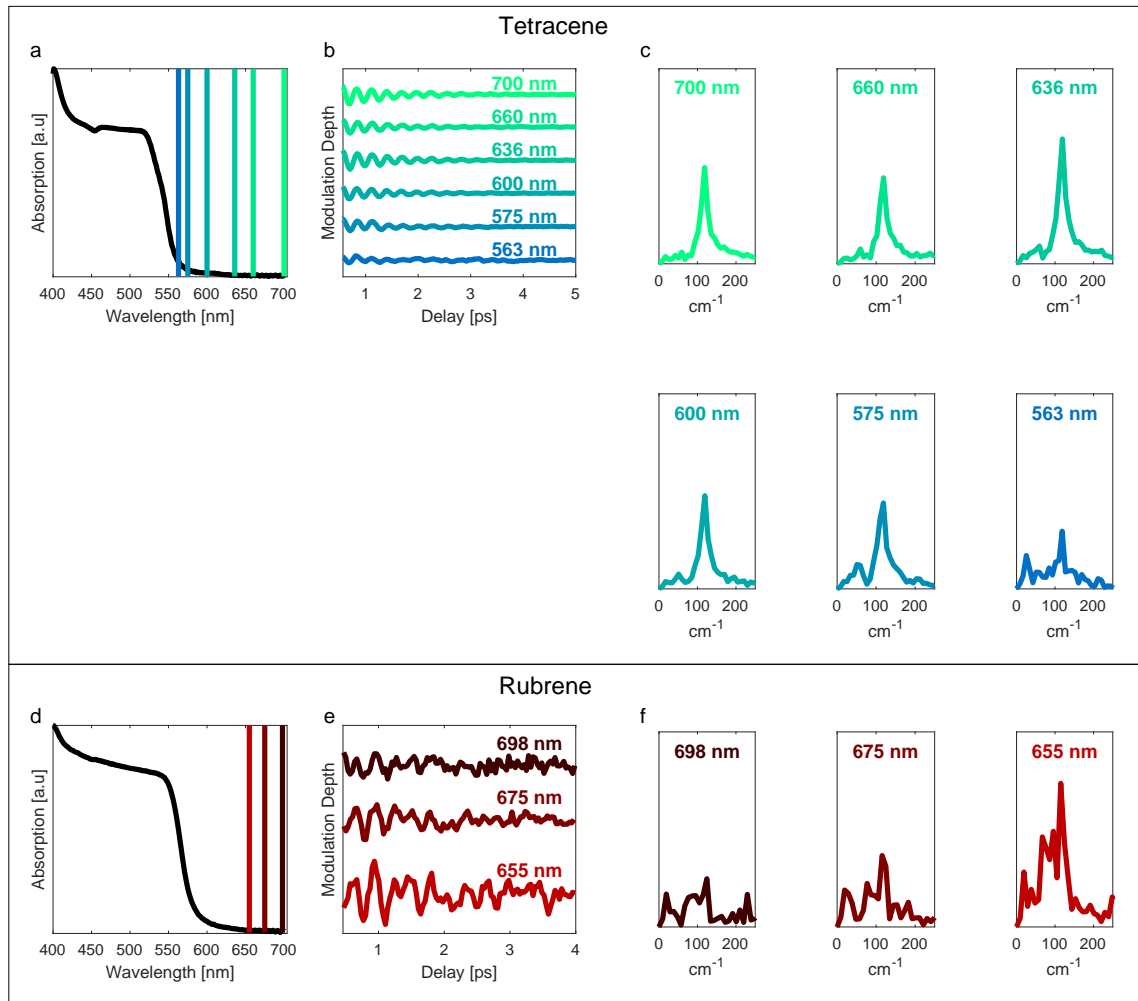 Tetracene
a
b
c
Absorption [a.u]
400 450 500 550 600 650 700
Wavelength [nm]
Modulation Depth
700 nm
660 nm
636 nm
600 nm
575 nm
563 nm
1 2 3 4 5
Delay [ps]
700 nm
0 100 200
cm-1
660 nm
0 100 200
cm-1
636 nm
0 100 200
cm-1
600 nm
0 100 200
cm-1
575 nm
0 100 200
cm-1
563 nm
0 100 200
cm-1
Rubrene
d
e
f
Absorption [a.u]
400 450 500 550 600 650 700
Wavelength [nm]
Modulation Depth
698 nm
675 nm
655 nm
1 2 3 4
Delay [ps]
698 nm
0 100 200
cm-1
675 nm
0 100 200
cm-1
655 nm
0 100 200
cm-1